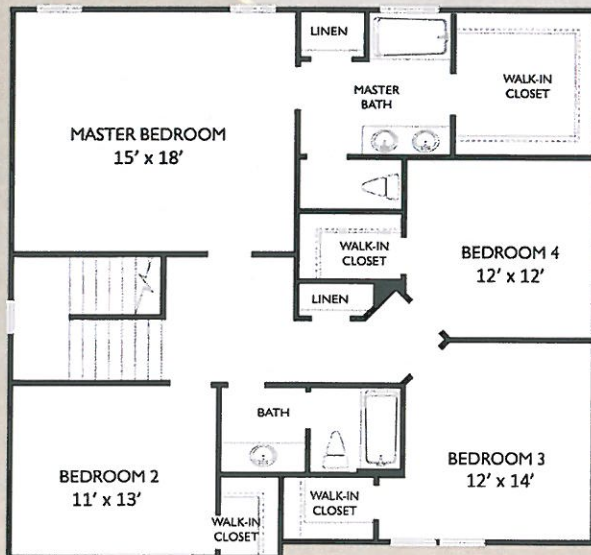 LINEN
MASTER
BATH
WALK-IN
CLOSET
MASTER BEDROOM
15' x 18'
WALK-IN
CLOSET
BEDROOM 4
12' x 12'
LINEN
BATH
BEDROOM 2
11' x 13'
WALK-IN
CLOSET
WALK-IN
CLOSET
BEDROOM 3
12' x 14'